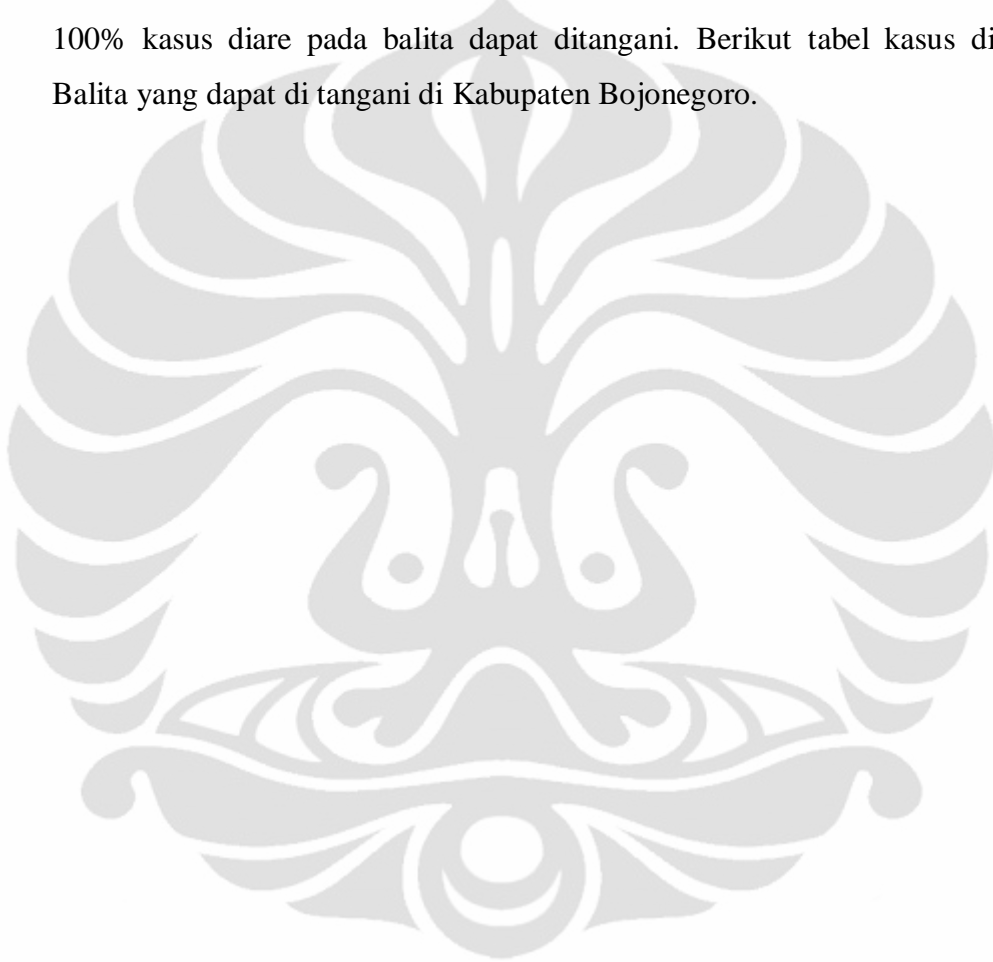 100% kasus diare pada balita dapat ditangani. Berikut tabel kasus di
Balita yang dapat di tangani di Kabupaten Bojonegoro.